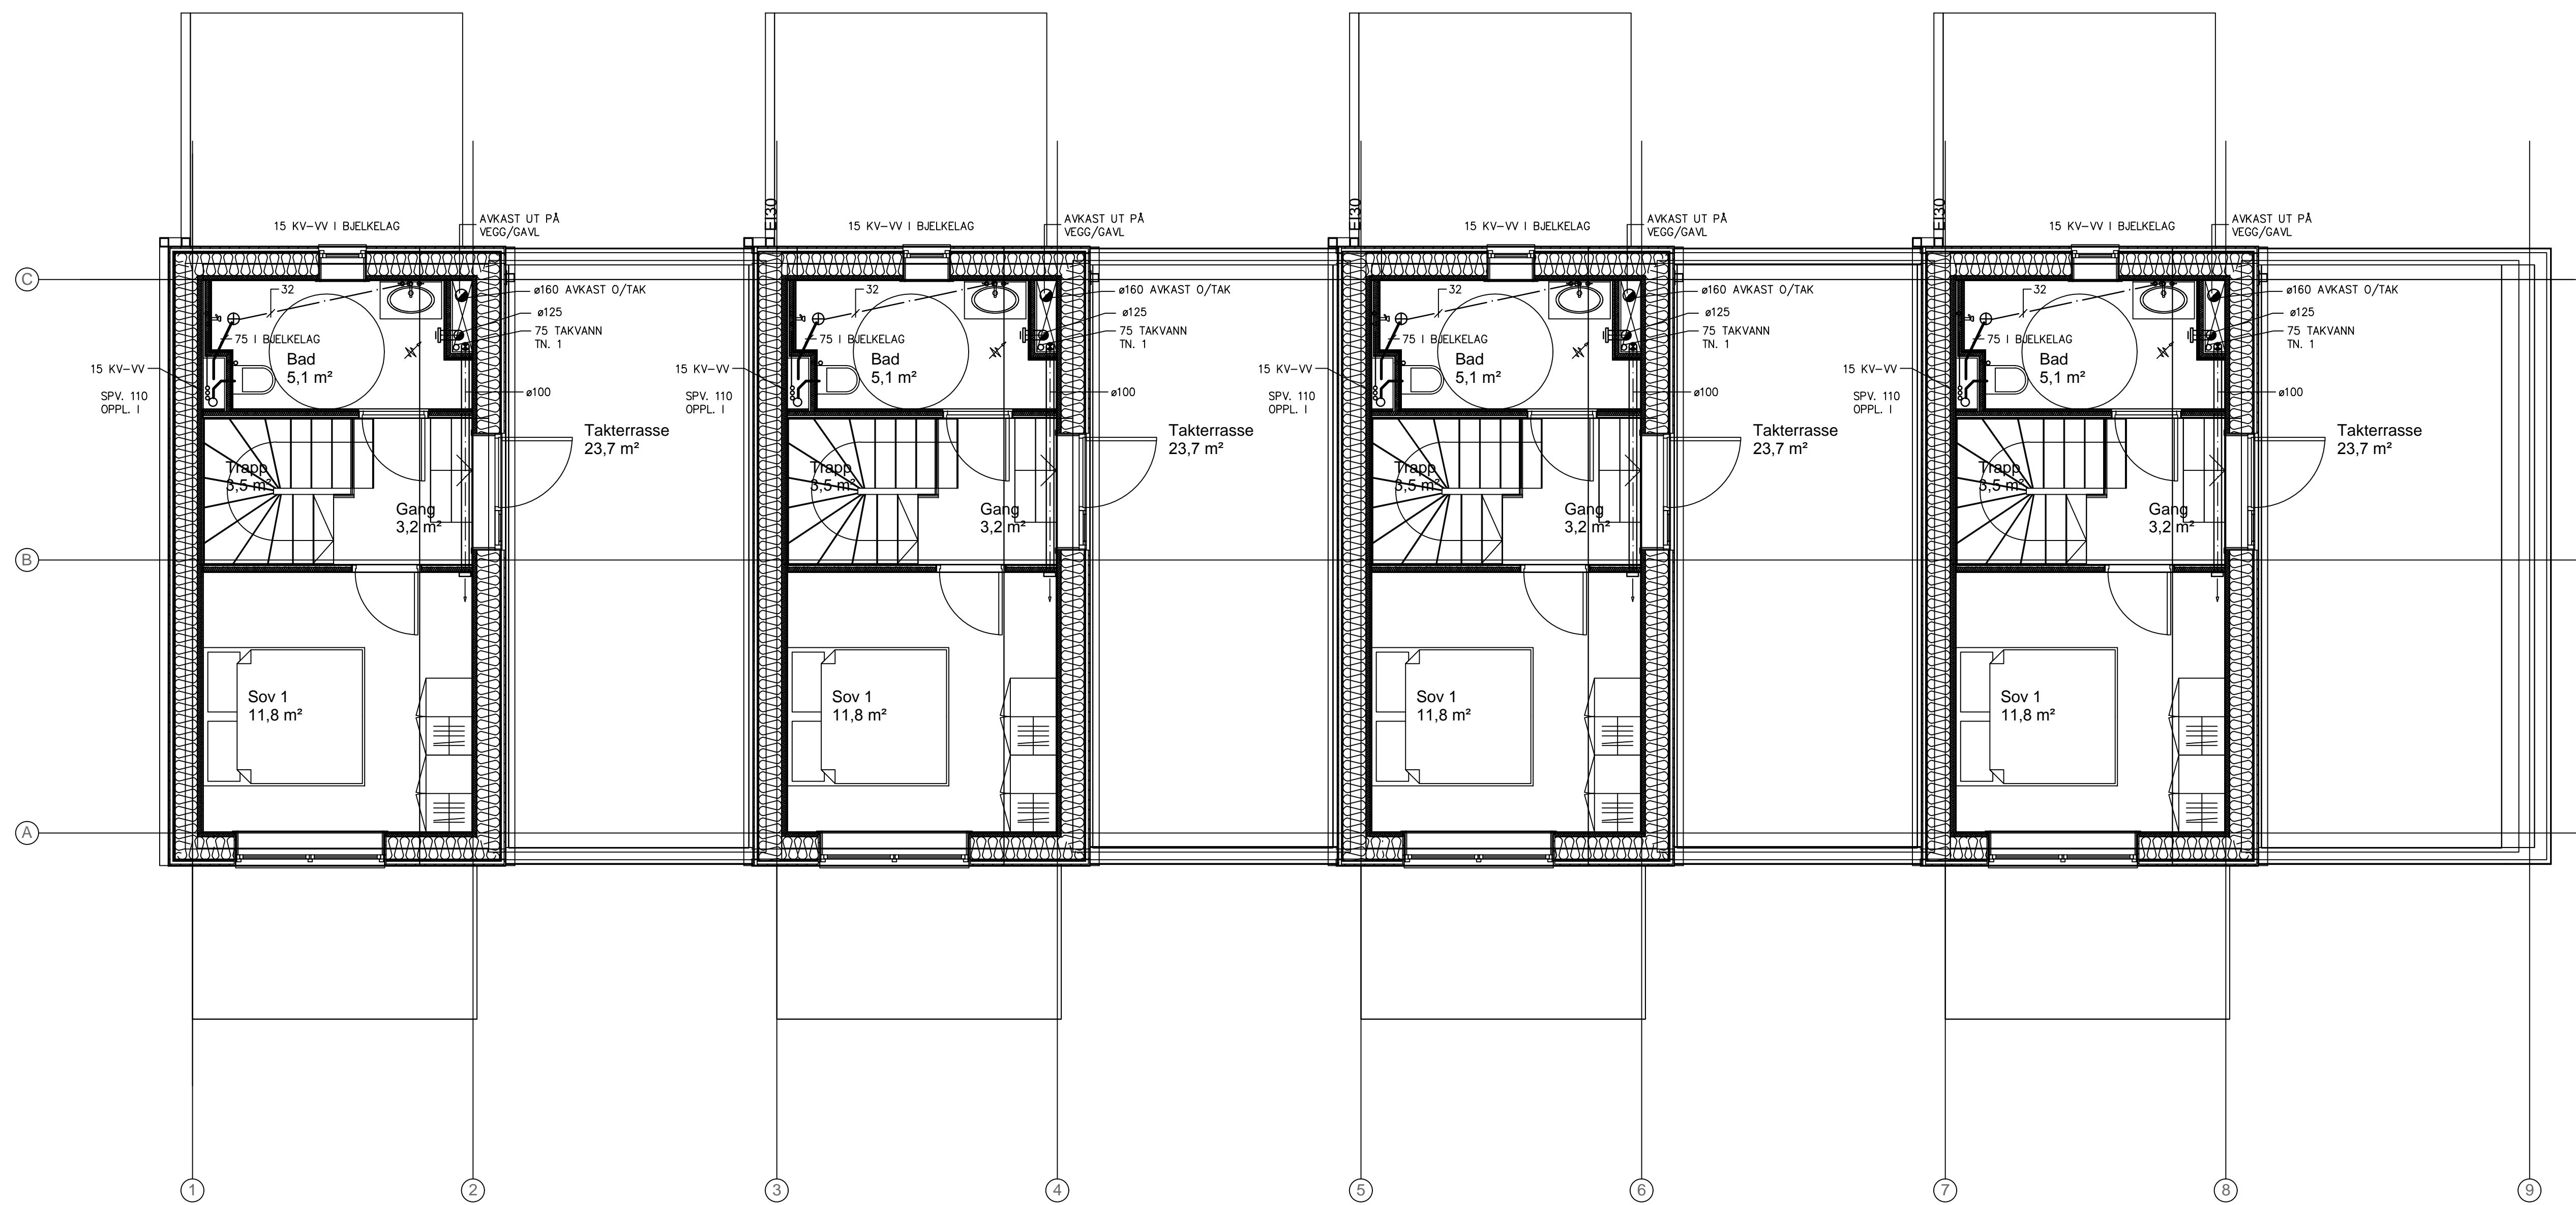 EI30
EI30
EI30
15 KV-VV I BJELKELAG
AVKAST UT PÅ
VEGG/GAVL
15 KV-VV I BJELKELAG
AVKAST UT PÅ
VEGG/GAVL
15 KV-VV I BJELKELAG
AVKAST UT PÅ
VEGG/GAVL
15 KV-VV I BJELKELAG
AVKAST UT PÅ
VEGG/GAVL
C
32
ø160 AVKAST O/TAK
ø125
75 TAKVANN
TN. 1
75 I BJELKELAG
Bad
5,1 m²
15 KV-VV
SPV. 110
OPPL. I
ø100
Takterrasse
23,7 m²
Trapp
3,5 m²
Gang
3,2 m²
Sov 1
11,8 m²
32
ø160 AVKAST O/TAK
ø125
75 TAKVANN
TN. 1
75 I BJELKELAG
Bad
5,1 m²
15 KV-VV
SPV. 110
OPPL. I
ø100
Takterrasse
23,7 m²
Trapp
3,5 m²
Gang
3,2 m²
Sov 1
11,8 m²
32
ø160 AVKAST O/TAK
ø125
75 TAKVANN
TN. 1
75 I BJELKELAG
Bad
5,1 m²
15 KV-VV
SPV. 110
OPPL. I
ø100
Takterrasse
23,7 m²
Trapp
3,5 m²
Gang
3,2 m²
Sov 1
11,8 m²
32
ø160 AVKAST O/TAK
ø125
75 TAKVANN
TN. 1
75 I BJELKELAG
Bad
5,1 m²
15 KV-VV
SPV. 110
OPPL. I
ø100
Takterrasse
23,7 m²
Trapp
3,5 m²
Gang
3,2 m²
Sov 1
11,8 m²
B
A
1
2
3
4
5
6
7
8
9